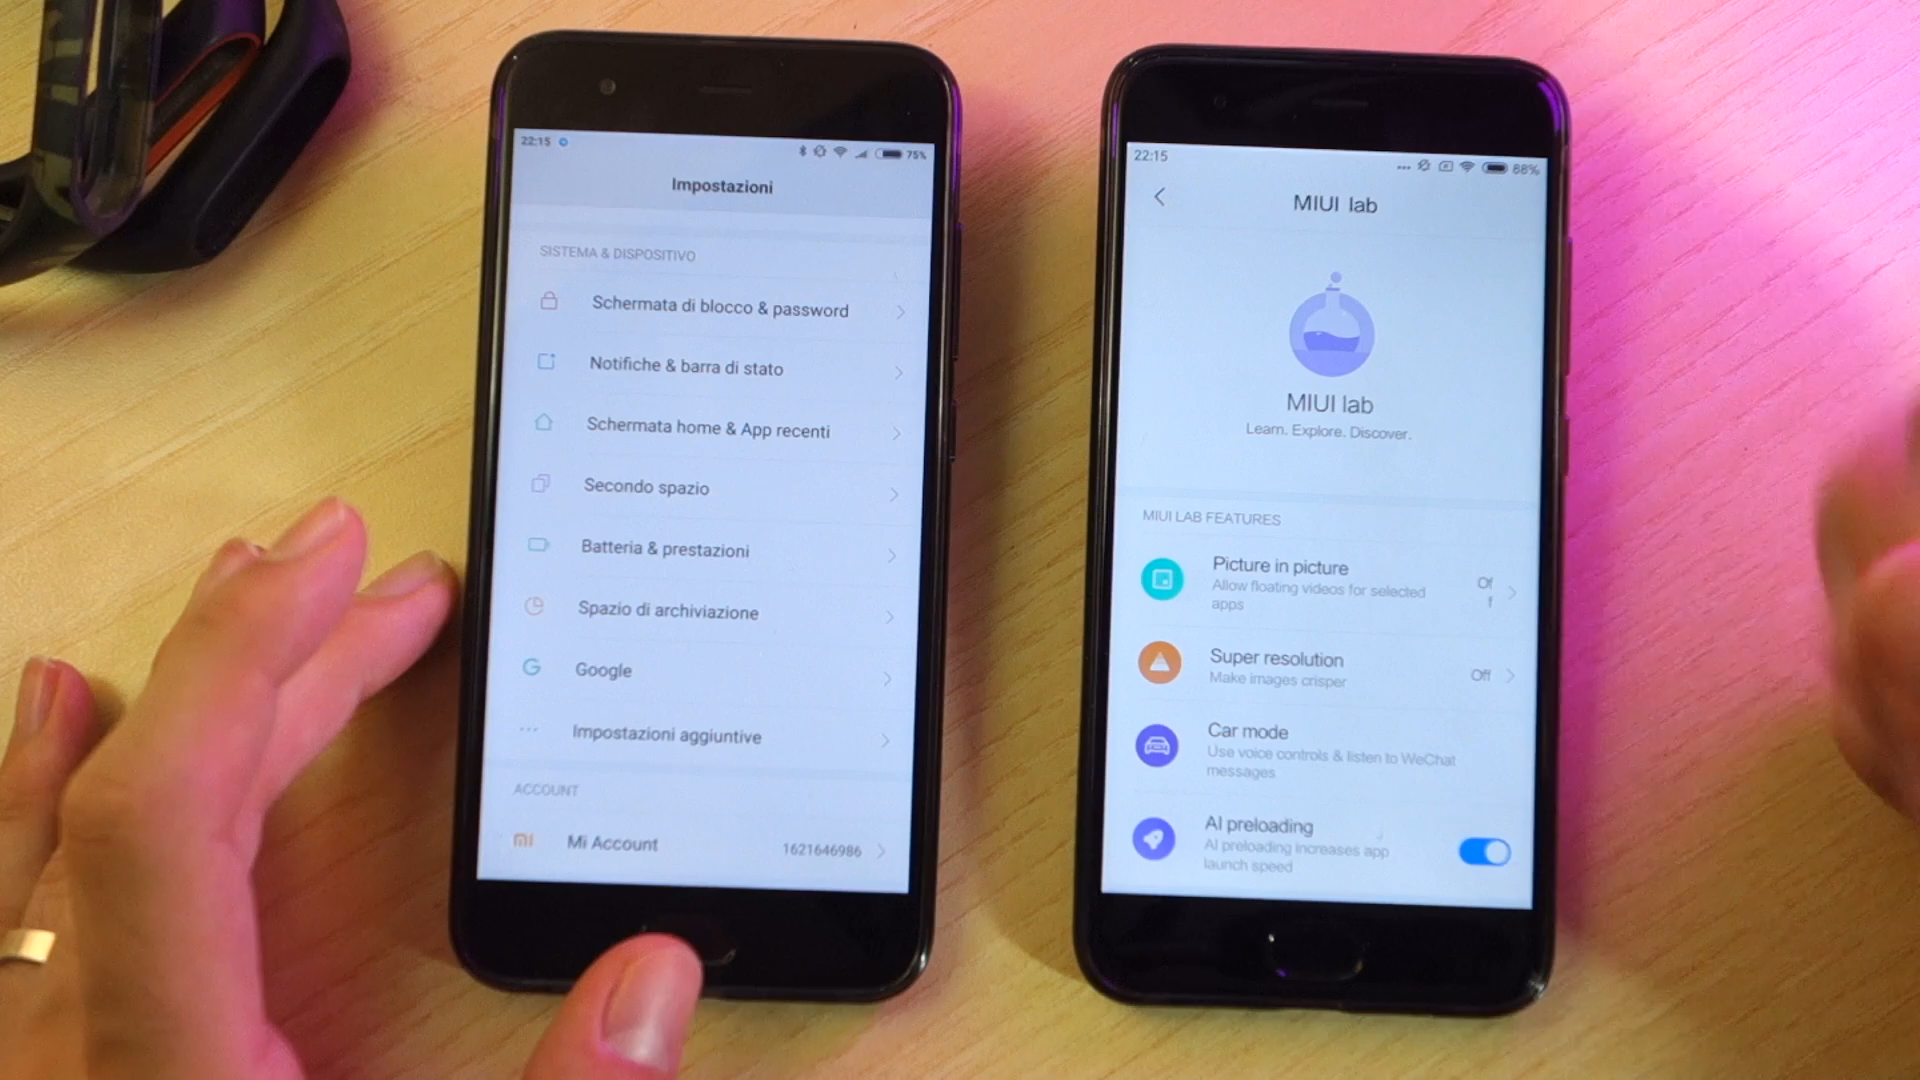 22:15
75%
Impostazioni
SISTEMA & DISPOSITIVO
Schermata di blocco & password
Notifiche & barra di stato
Schermata home & App recenti
Secondo spazio
Batteria & prestazioni
Spazio di archiviazione
G
Google
Impostazioni aggiuntive
ACCOUNT
mi
Mi Account
1621646986
22:15
88%
MIUI lab
MIUI lab
Learn. Explore. Discover.
MIUI LAB FEATURES
Picture in picture
Allow floating videos for selected
apps
Of
f
Super resolution
Make images crisper
Off
Car mode
Use voice controls & listen to WeChat
messages
AI preloading
AI preloading increases app
launch speed